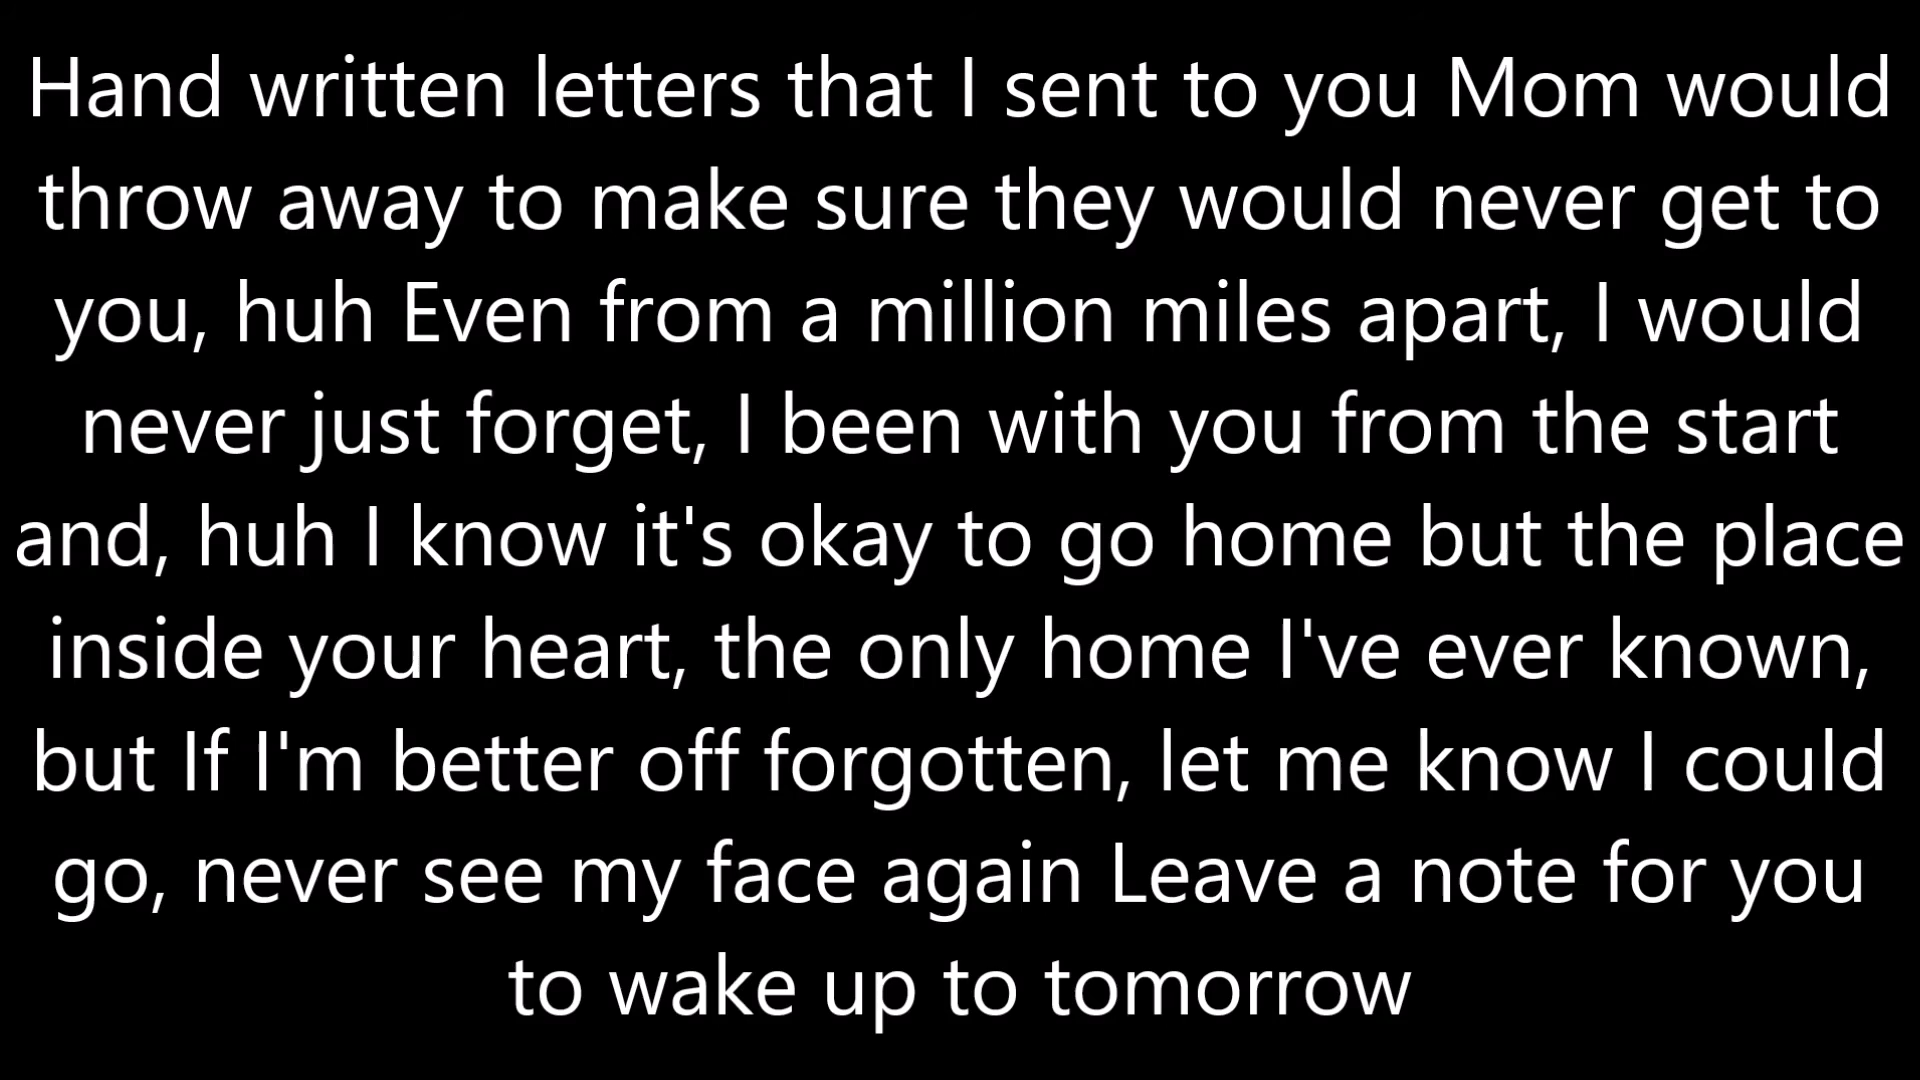 Hand written letters that I sent to you Mom would
throw away to make sure they would never get to
you, huh Even from a million miles apart, I would
never just forget, I been with you from the start
and, huh I know it's okay to go home but the place
inside your heart, the only home I've ever known,
but If I'm better off forgotten, let me know I could
go, never see my face again Leave a note for you
to wake up to tomorrow